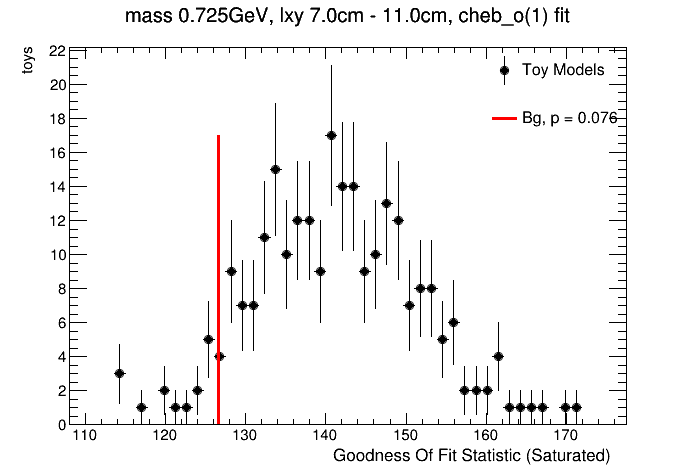 mass 0.725GeV, lxy 7.0cm - 11.0cm, cheb_o(1) fit
toys
22
20
18
16
14
12
10
8
6
4
2
0
Toy Models
Bg, p = 0.076
110 120 130 140 150 160 170
Goodness Of Fit Statistic (Saturated)